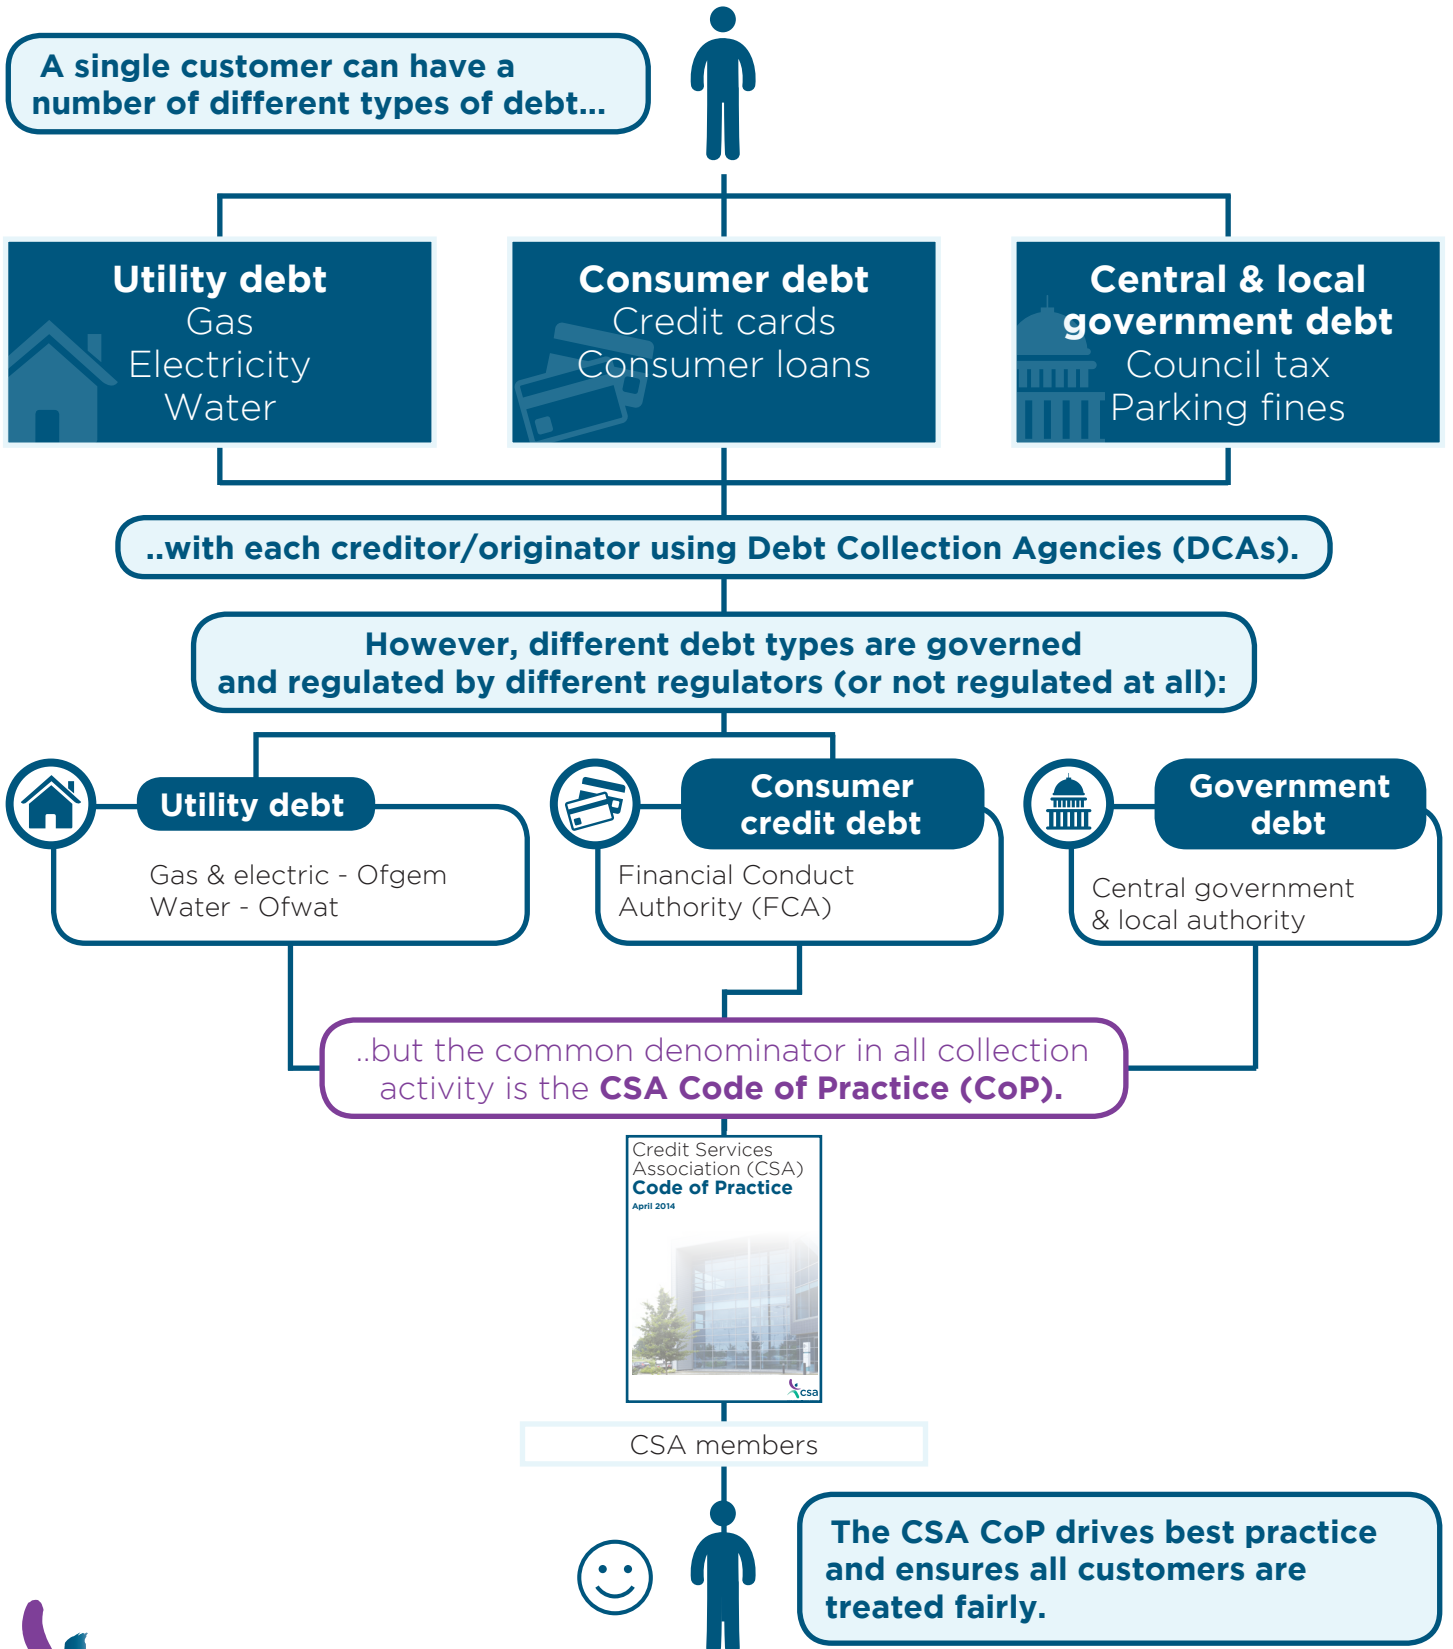 A single customer can have a
number of different types of debt...
Utility debt
Gas
Electricity
Water
Consumer debt
Credit cards
Consumer loans
Central & local
government debt
Council tax
Parking fines
..with each creditor/originator using Debt Collection Agencies (DCAs).
However, different debt types are governed
and regulated by different regulators (or not regulated at all):
Utility debt
Gas & electric - Ofgem
Water - Ofwat
Consumer
credit debt
Financial Conduct
Authority (FCA)
Government
debt
Central government
& local authority
..but the common denominator in all collection
activity is the CSA Code of Practice (CoP).
Credit Services
Association (CSA)
Code of Practice
April 2014
csa
CSA members
The CSA CoP drives best practice
and ensures all customers are
treated fairly.